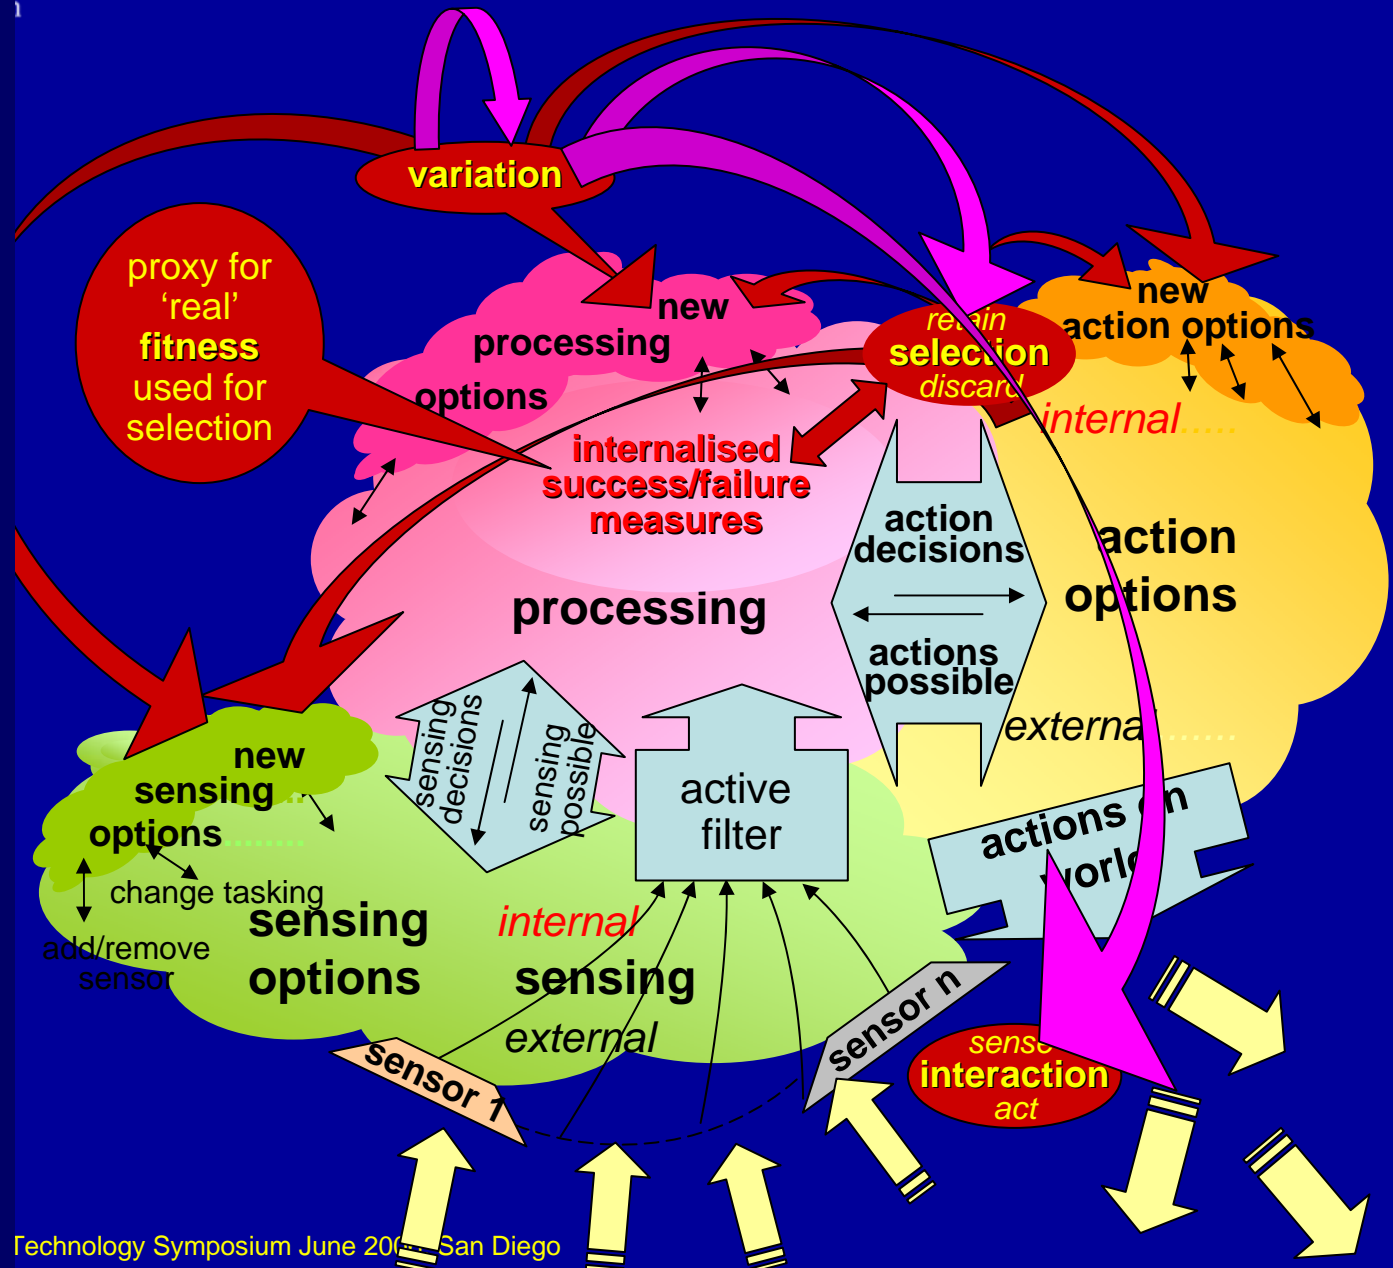 n
variation
proxy for
‘real’
fitness
used for
selection
new
processing
options
retain
selection
discard
new
action options
internal.....
internalised
success/failure
measures
action
decisions
action
options
processing
actions
possible
external.......
sensing
decisions
sensing
possible
new
sensing...
options........
active
filter
actions on
world
change tasking
add/remove
sensor
sensing
options
internal
sensing
external
sensor 1
sensor n
sense
interaction
act
Technology Symposium June San Diego